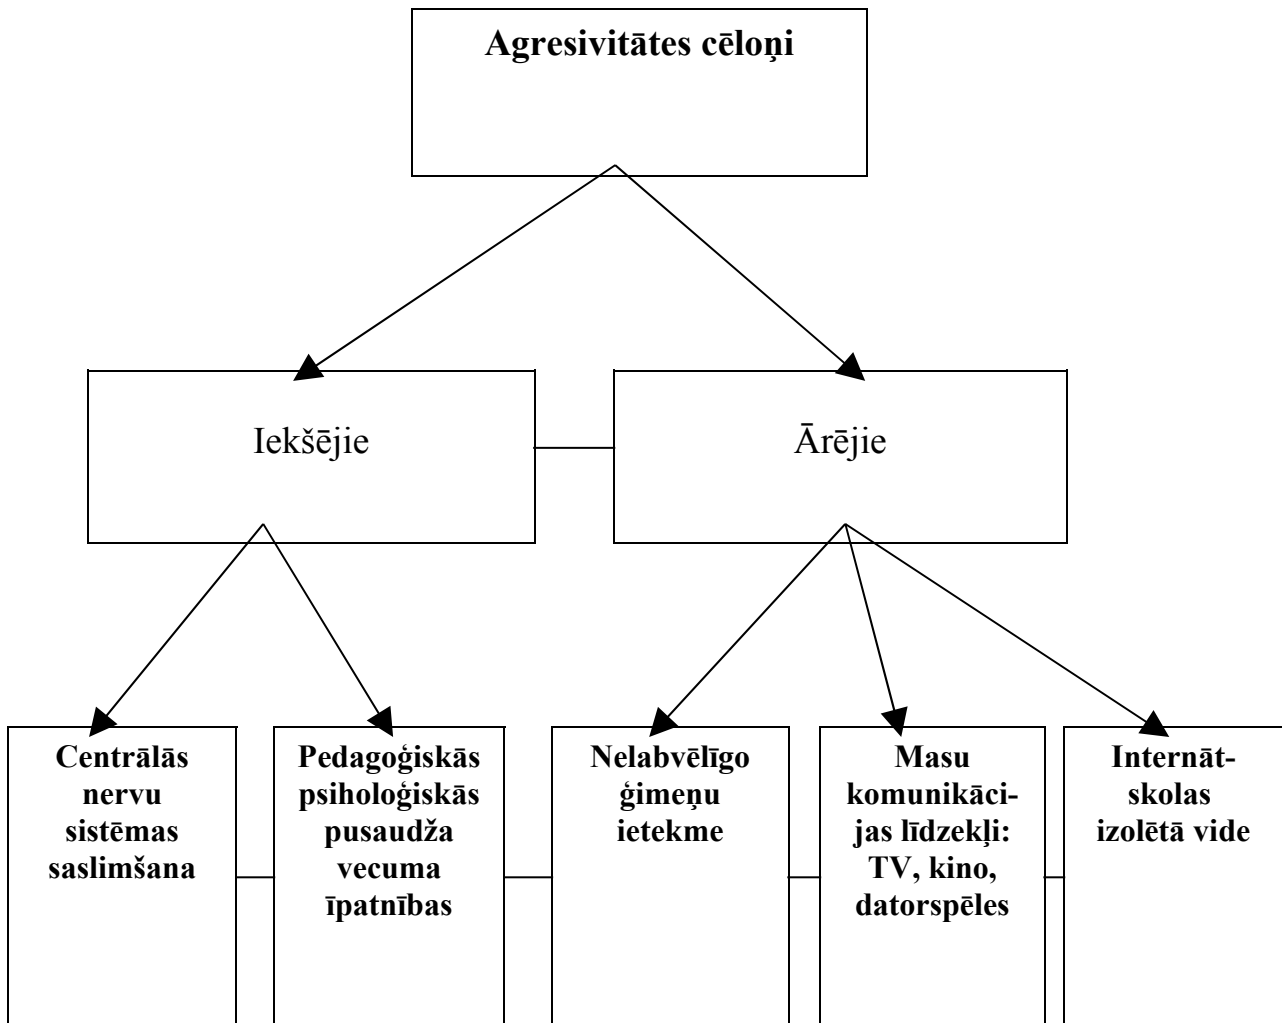 Agresivitātes cēloņi
Iekšējie
Ārējie
Centrālās
nervu
sistēmas
saslimšana
Pedagoģiskās
psiholoģiskās
pusaudža
vecuma
īpatnības
Nelabvēlīgo
ģimeņu
ietekme
Masu
komunikāci-
jas līdzekļi:
TV, kino,
datorspēles
Internāt-
skolas
izolētā vide